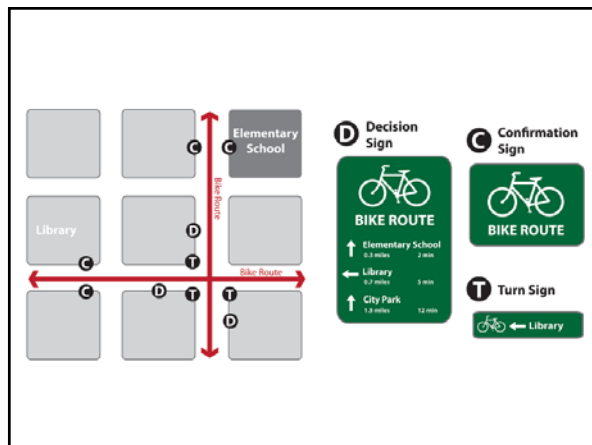 Elementary
School
C
C
Bike Route
Library
D
C
T
Bike Route
C
D
T
T
D
D Decision
Sign
BIKE ROUTE
Elementary School
0.3 miles 2 min
Library
0.7 miles 5 min
City Park
1.8 miles 12 min
C Confirmation
Sign
BIKE ROUTE
T Turn Sign
Library